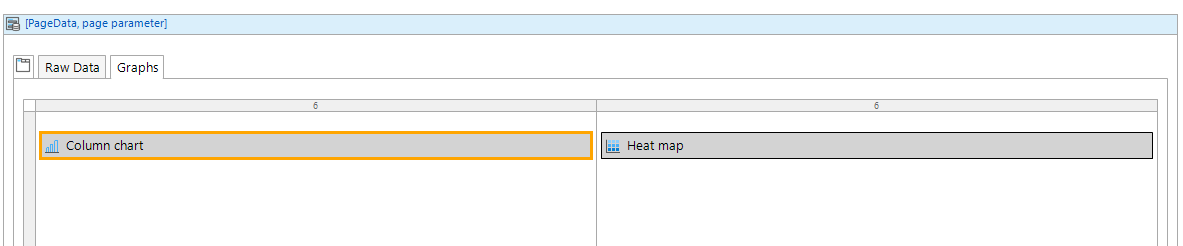 [PageData, page parameter]
Raw Data Graphs
6 6
Column chart Heat map